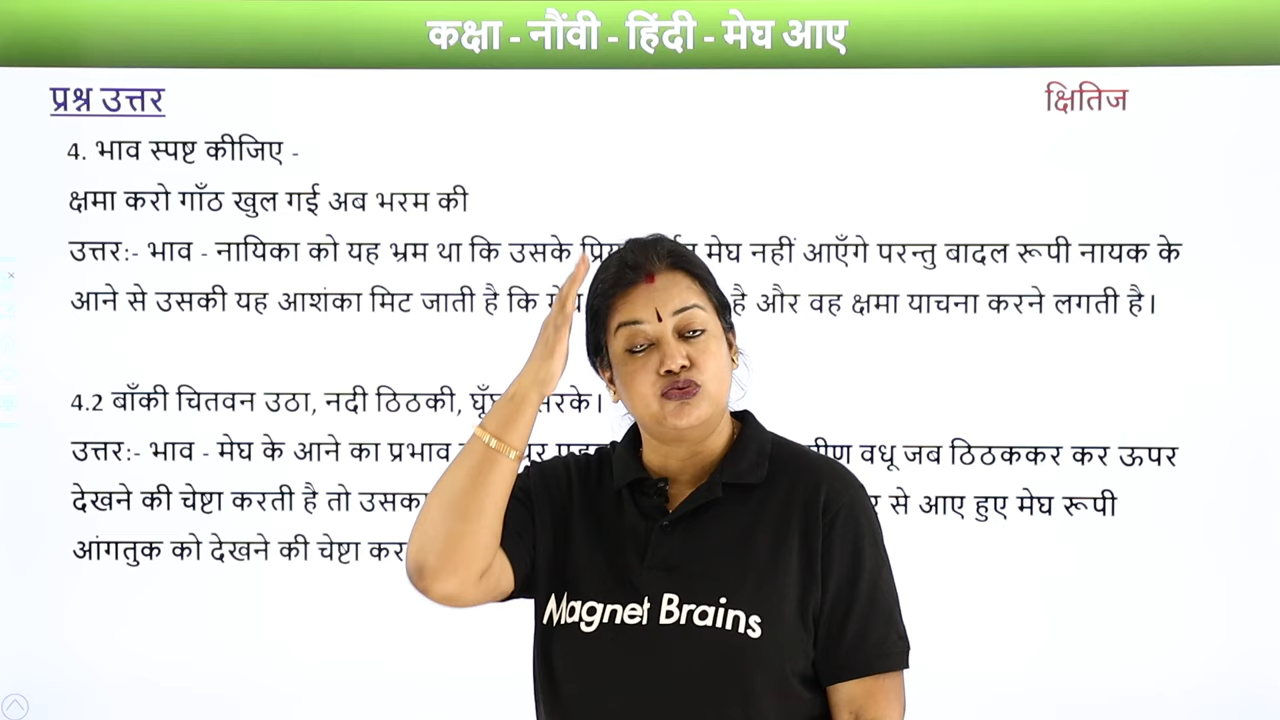 कक्षा - नौंवी - हिंदी - मेघ आए
प्रश्न उत्तर
क्षितिज
4. भाव स्पष्ट कीजिए -
क्षमा करो गाँठ खुल गई अब भरम की
उत्तर:- भाव - नायिका को यह भ्रम था कि उसके मेघ नहीं आएँगे परन्तु बादल रूपी नायक के
आने से उसकी यह आशंका मिट जाती है कि है और वह क्षमा याचना करने लगती है।
4.2 बाँकी चितवन उठा, नदी ठिठकी,
उत्तर:- भाव - मेघ के आने का प्रभाव वधू जब ठिठककर कर ऊपर
देखने की चेष्टा करती है तो से आए हुए मेघ रूपी
आंगतुक को देखने की चेष्टा
Magnet Brains